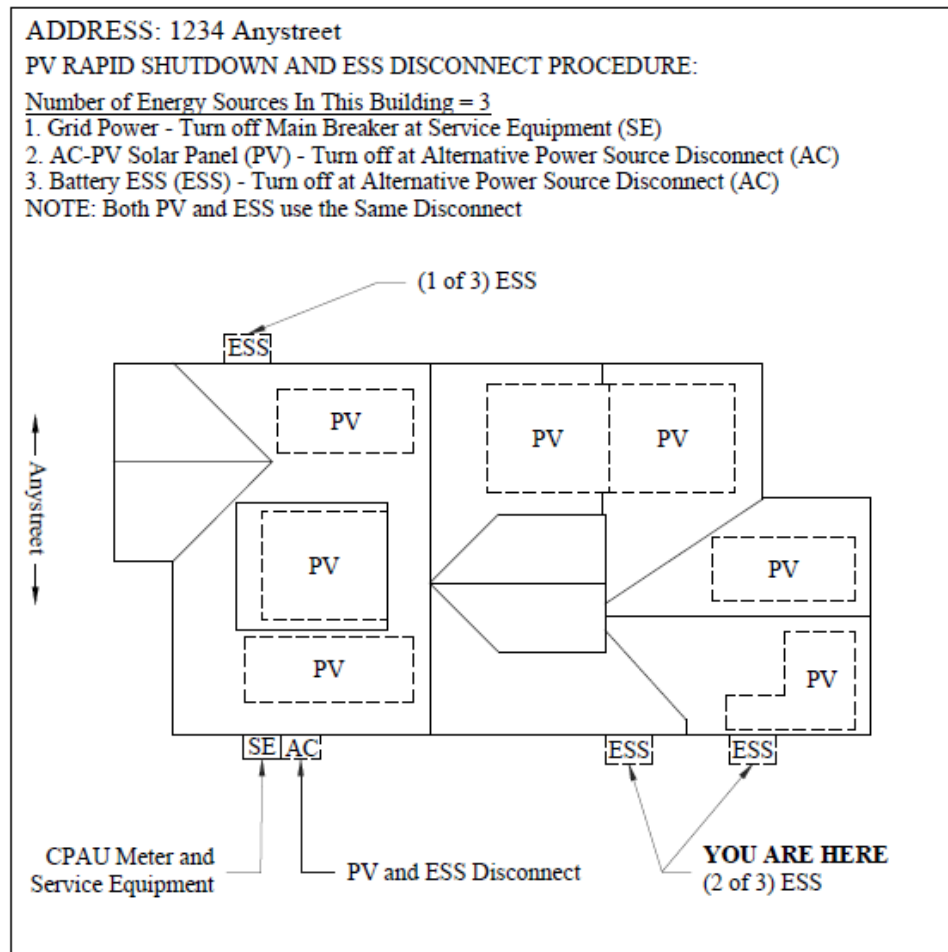 ADDRESS: 1234 Anystreet
PV RAPID SHUTDOWN AND ESS DISCONNECT PROCEDURE:
Number of Energy Sources In This Building = 3
1. Grid Power - Turn off Main Breaker at Service Equipment (SE)
2. AC-PV Solar Panel (PV) - Turn off at Alternative Power Source Disconnect (AC)
3. Battery ESS (ESS) - Turn off at Alternative Power Source Disconnect (AC)
NOTE: Both PV and ESS use the Same Disconnect
(1 of 3) ESS
ESS
PV
PV
PV
Anystreet
PV
PV
PV
PV
SE
AC
ESS
ESS
CPAU Meter and
Service Equipment
PV and ESS Disconnect
YOU ARE HERE
(2 of 3) ESS